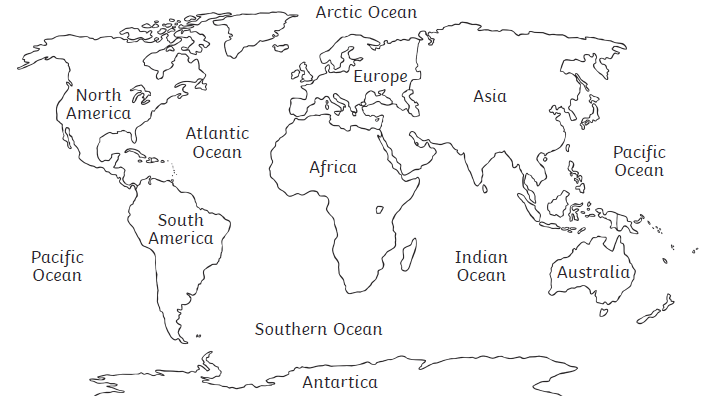 Arctic Ocean
North
America
Europe
Asia
Atlantic
Ocean
Africa
Pacific
Ocean
South
America
Pacific
Ocean
Indian
Ocean
Australia
Southern Ocean
Antartica